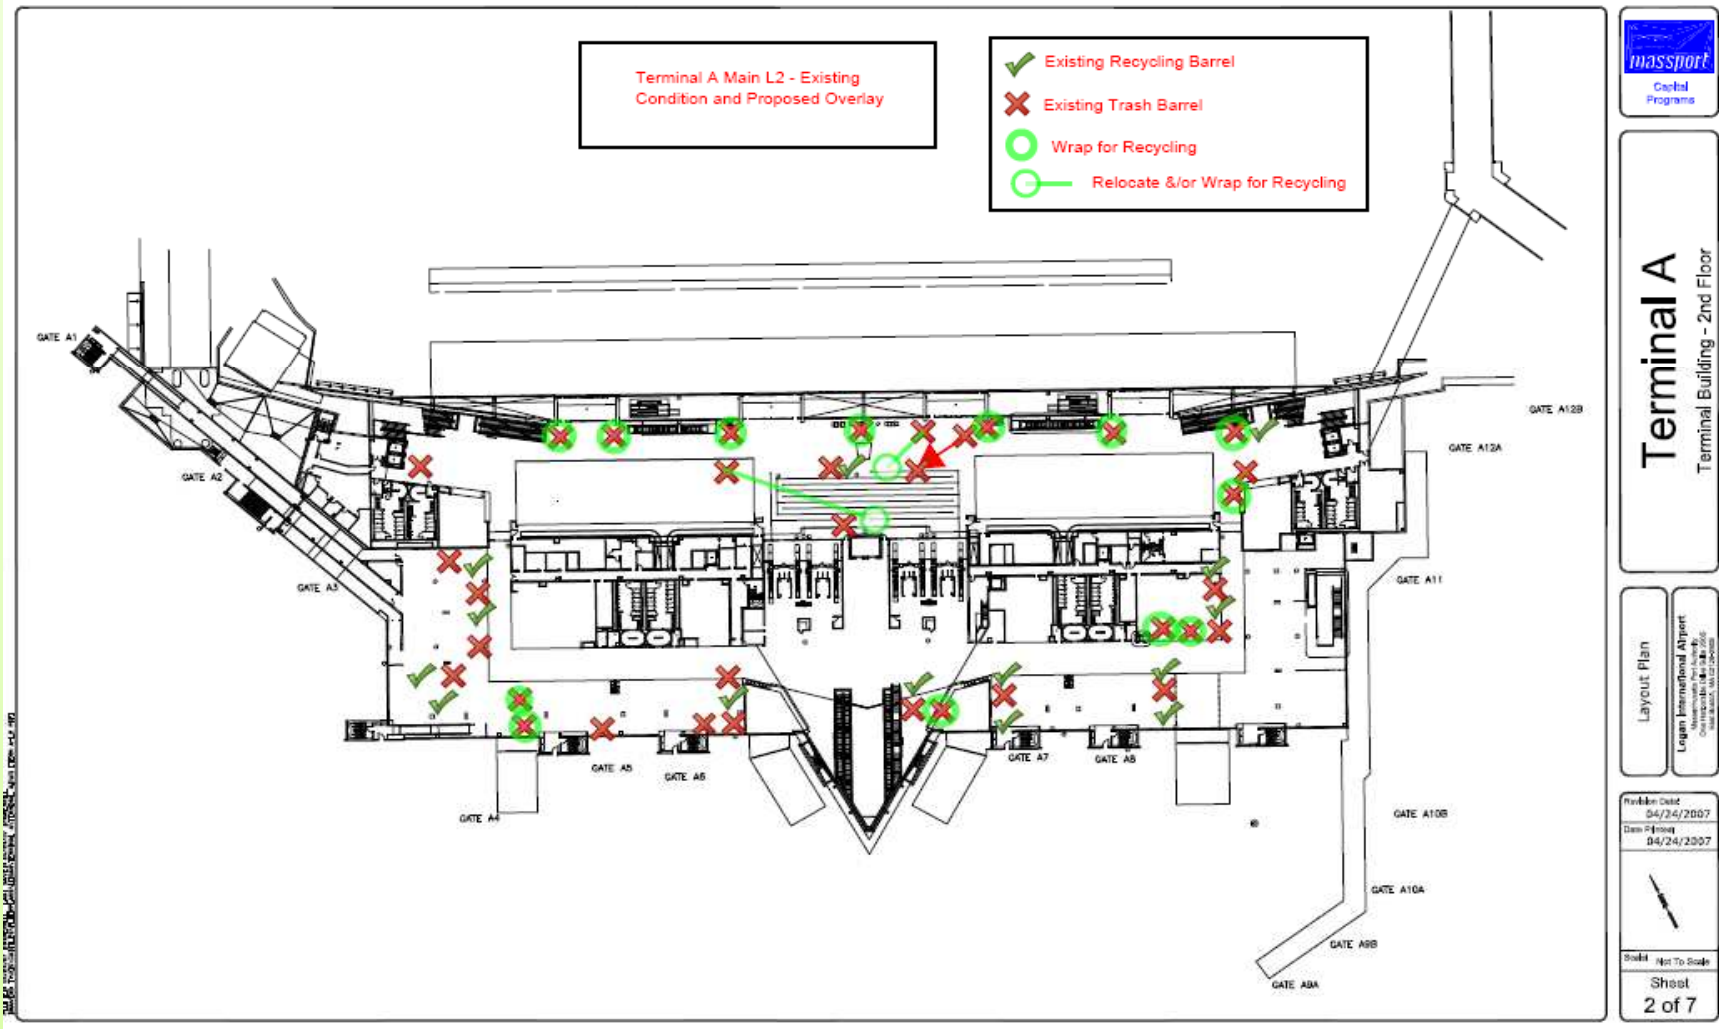 Terminal A Main L2 - Existing
Condition and Proposed Overlay
Existing Recycling Barrel
Existing Trash Barrel
Wrap for Recycling
Relocate &/or Wrap for Recycling
massport
Capital
Programs
Terminal A
Terminal Building - 2nd Floor
Layout Plan
Logan International Airport
Revision Date:
04/24/2007
Date Printed:
04/24/2007
Scale: Not To Scale
Sheet
2 of 7
GATE A1
GATE A2
GATE A3
GATE A4
GATE A5
GATE A6
GATE A7
GATE A8
GATE A9A
GATE A9B
GATE A10A
GATE A10B
GATE A11
GATE A12A
GATE A12B